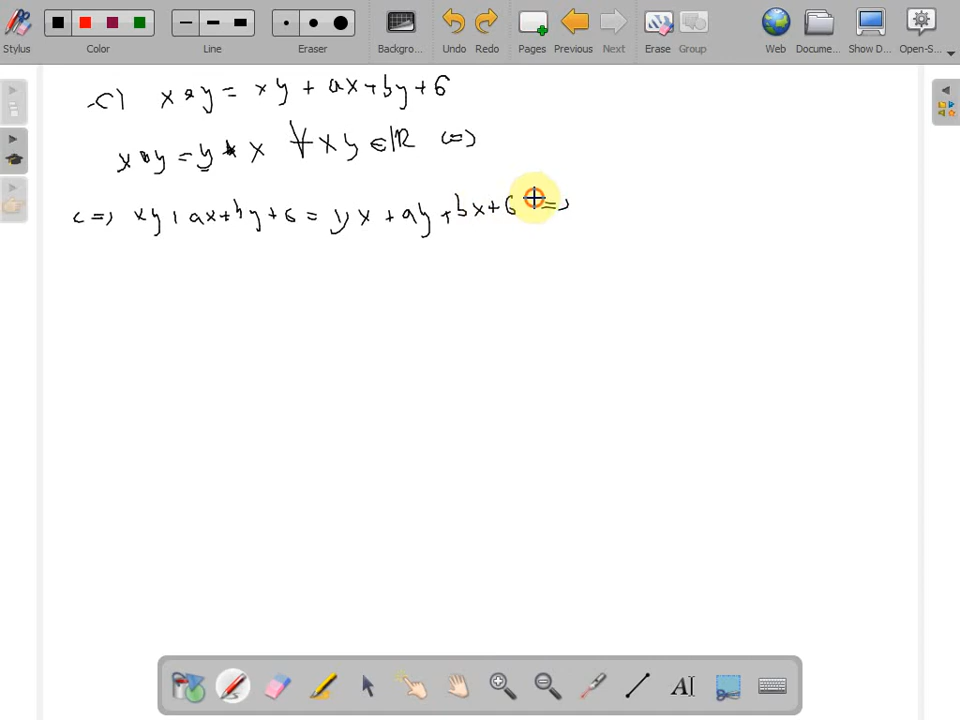 Stylus Color Line Eraser Backgro... Undo Redo Pages Previous Next Erase Group Web Docume... Show D... Open-S...
c) x * y = xy + ax + by + 6
x * y = y * x ∀ x y ∈ ℝ <=>
<=> xy + ax + by + 6 = yx + ay + bx + 6 <=>
AI